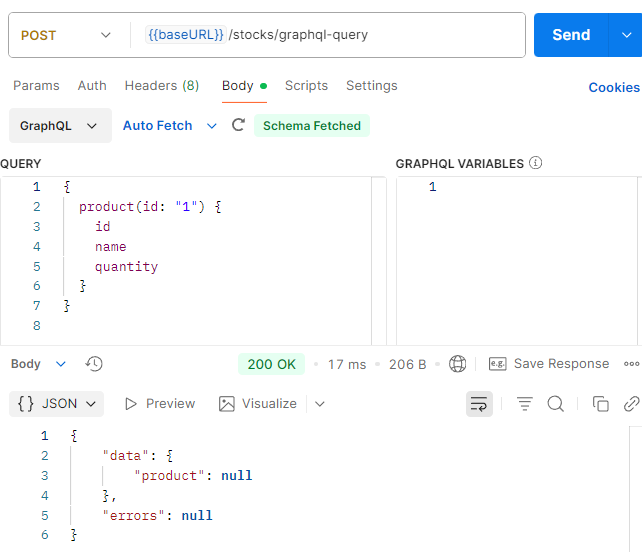 POST {{baseURL}}/stocks/graphql-query Send
Params Auth Headers (8) Body Scripts Settings Cookies
GraphQL Auto Fetch Schema Fetched
QUERY GRAPHQL VARIABLES
1 { 1
2 product(id: "1") {
3 id
4 name
5 quantity
6 }
7 }
8
Body 200 OK 17 ms 206 B e.g. Save Response
{} JSON Preview Visualize
1 {
2 "data": {
3 "product": null
4 },
5 "errors": null
6 }